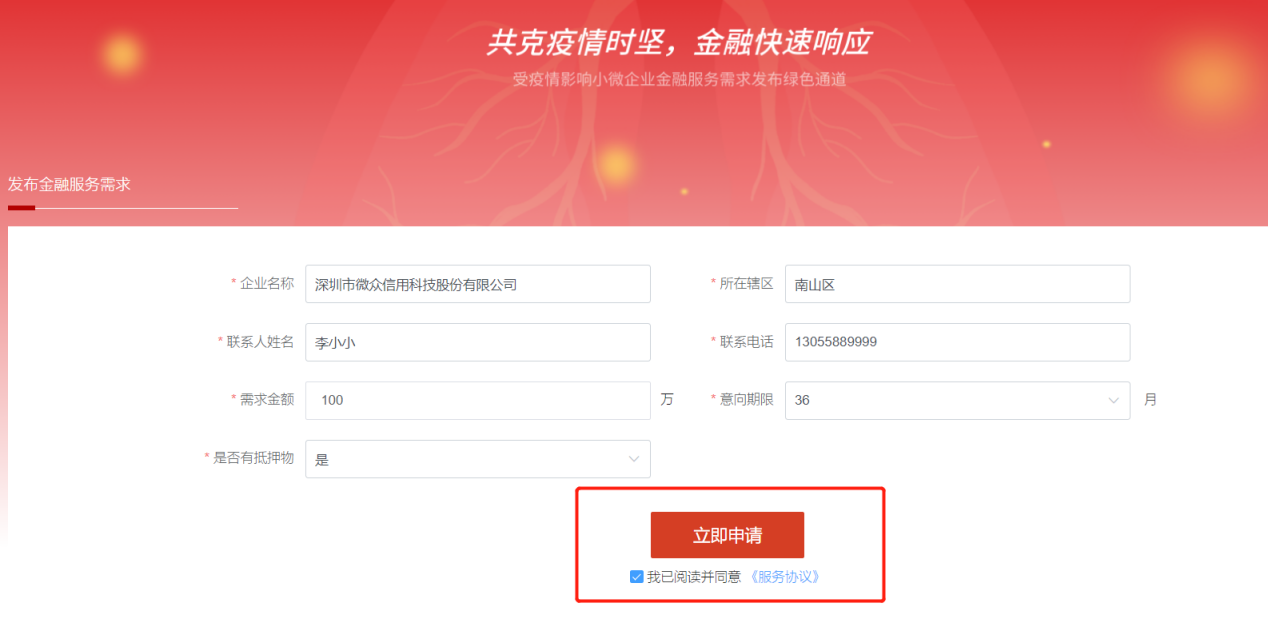 共克疫情时坚，金融快速响应
受疫情影响小微企业金融服务需求发布绿色通道
发布金融服务需求
* 企业名称 深圳市微众信用科技股份有限公司 * 所在辖区 南山区
* 联系人姓名 李小小 * 联系电话 13055889999
* 需求金额 100 万 * 意向期限 36 月
* 是否有抵押物 是
立即申请
我已阅读并同意 《服务协议》